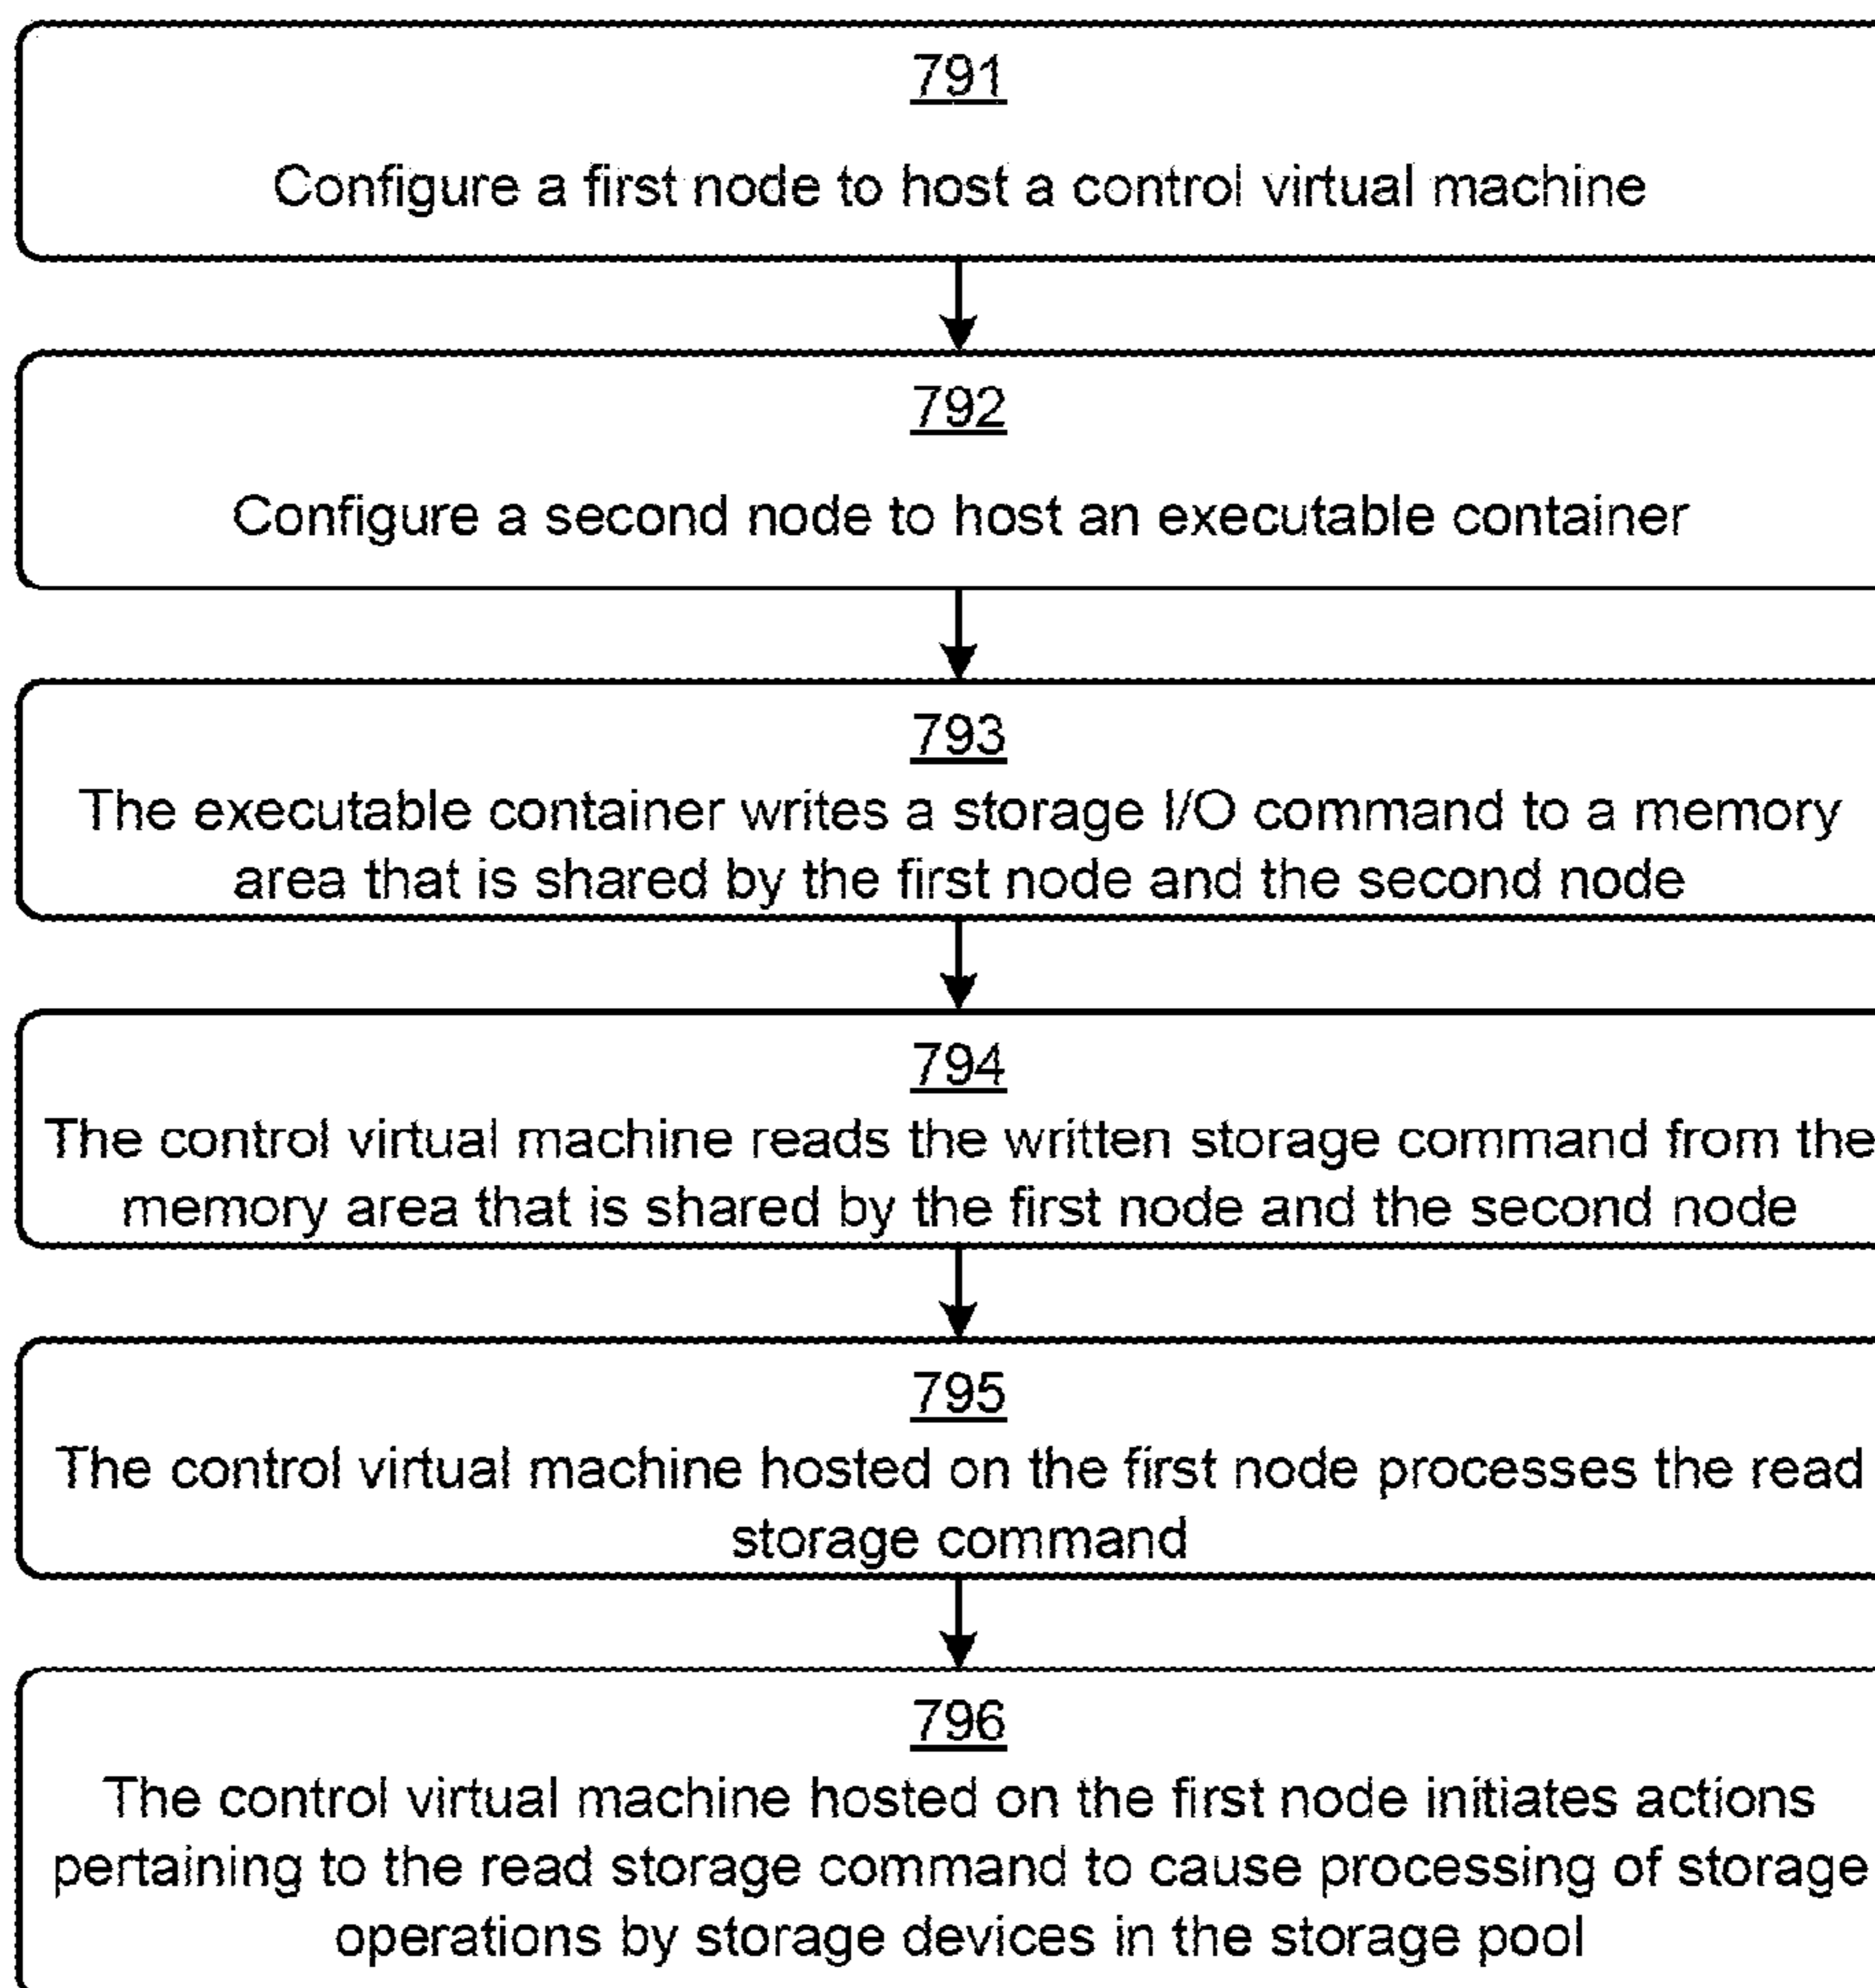 791
Configure a first node to host a control virtual machine
792
Configure a second node to host an executable container
793
The executable container writes a storage I/O command to a memory
area that is shared by the first node and the second node
794
The control virtual machine reads the written storage command from the
memory area that is shared by the first node and the second node
795
The control virtual machine hosted on the first node processes the read
storage command
796
The control virtual machine hosted on the first node initiates actions
pertaining to the read storage command to cause processing of storage
operations by storage devices in the storage pool